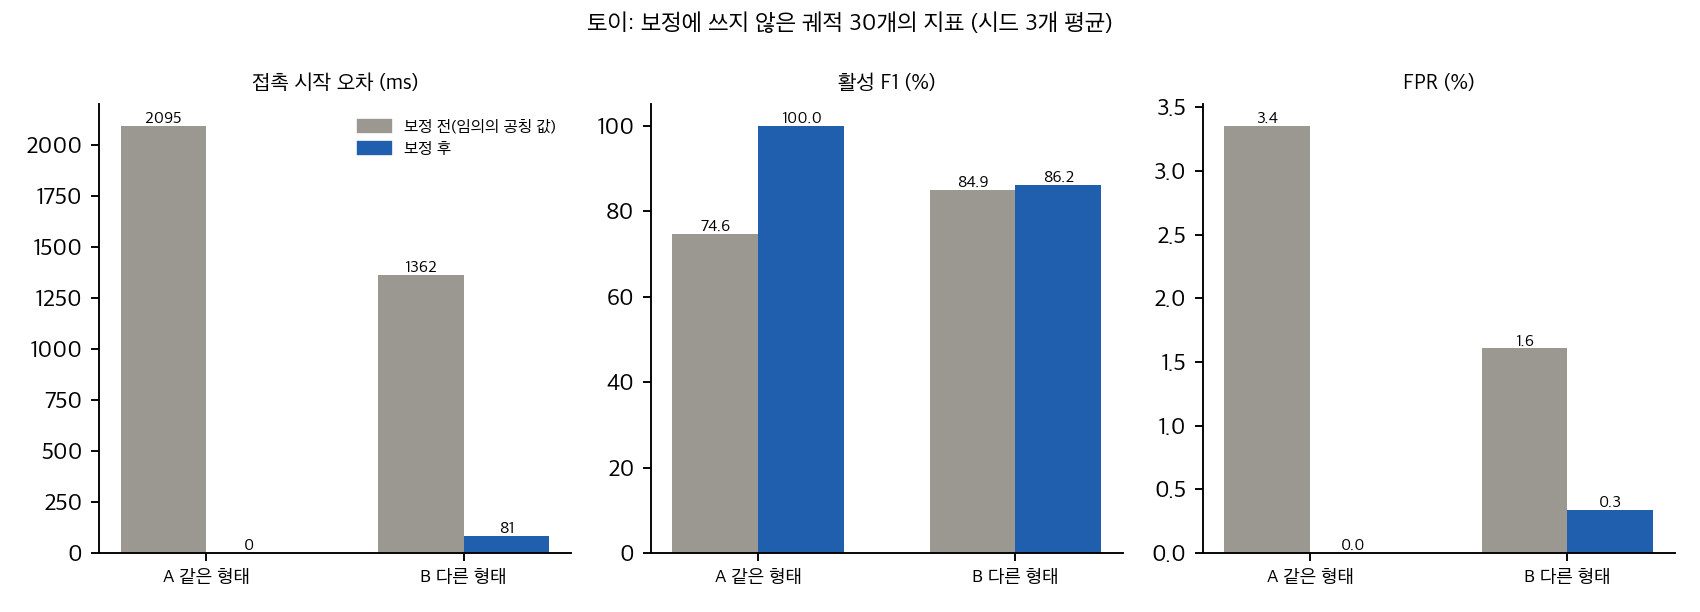 토이: 보정에 쓰지 않은 궤적 30개의 지표 (시드 3개 평균)
접촉 시작 오차 (ms)
2000
1750
1500
1250
1000
750
500
250
0
2095
0
1362
81
보정 전(임의의 공칭 값)
보정 후
A 같은 형태
B 다른 형태
활성 F1 (%)
100
80
60
40
20
0
74.6
100.0
84.9
86.2
A 같은 형태
B 다른 형태
FPR (%)
3.5
3.0
2.5
2.0
1.5
1.0
0.5
0.0
3.4
0.0
1.6
0.3
A 같은 형태
B 다른 형태